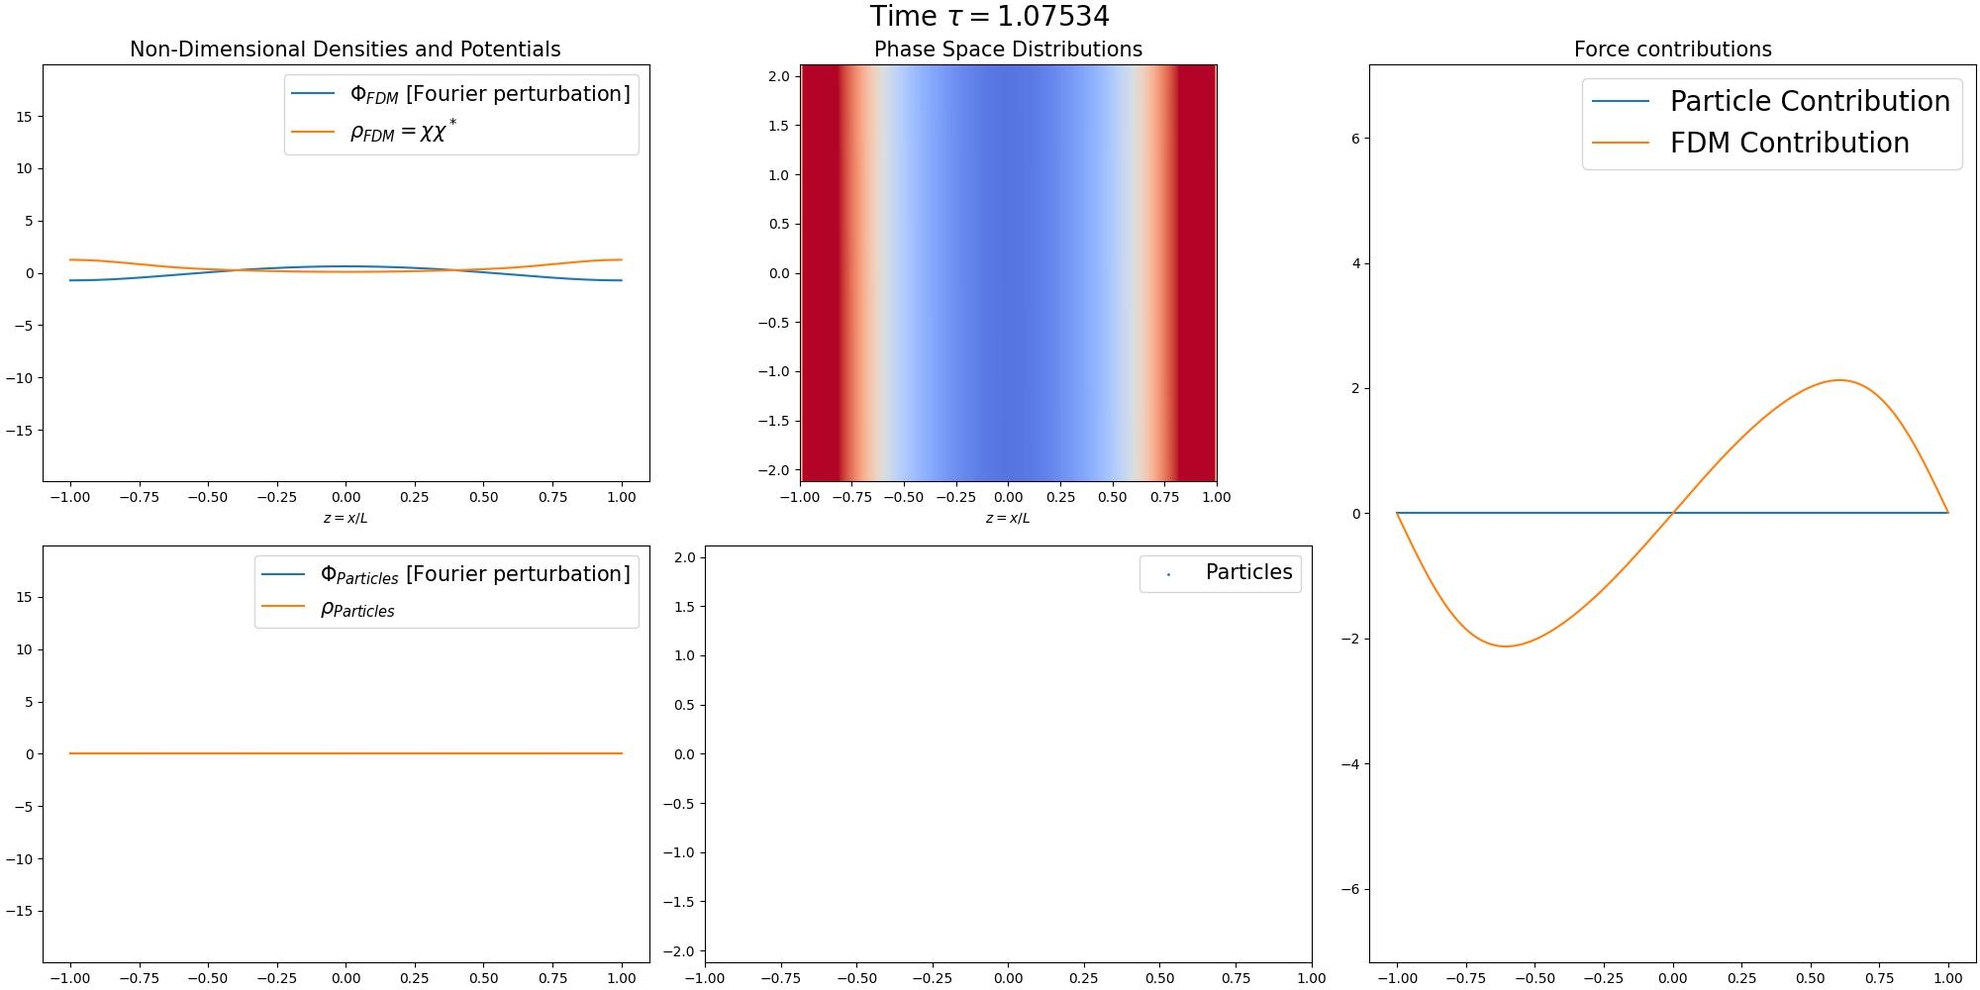 Time τ = 1.07534
Non-Dimensional Densities and Potentials
Φ_FDM [Fourier perturbation]
ρ_FDM = χχ*
15
10
5
0
−5
−10
−15
−1.00 −0.75 −0.50 −0.25 0.00 0.25 0.50 0.75 1.00
z = x/L
Phase Space Distributions
2.0
1.5
1.0
0.5
0.0
−0.5
−1.0
−1.5
−2.0
−1.00 −0.75 −0.50 −0.25 0.00 0.25 0.50 0.75 1.00
z = x/L
Force contributions
Particle Contribution
FDM Contribution
6
4
2
0
−2
−4
−6
−1.00 −0.75 −0.50 −0.25 0.00 0.25 0.50 0.75 1.00
Φ_Particles [Fourier perturbation]
ρ_Particles
15
10
5
0
−5
−10
−15
−1.00 −0.75 −0.50 −0.25 0.00 0.25 0.50 0.75 1.00
Particles
2.0
1.5
1.0
0.5
0.0
−0.5
−1.0
−1.5
−2.0
−1.00 −0.75 −0.50 −0.25 0.00 0.25 0.50 0.75 1.00